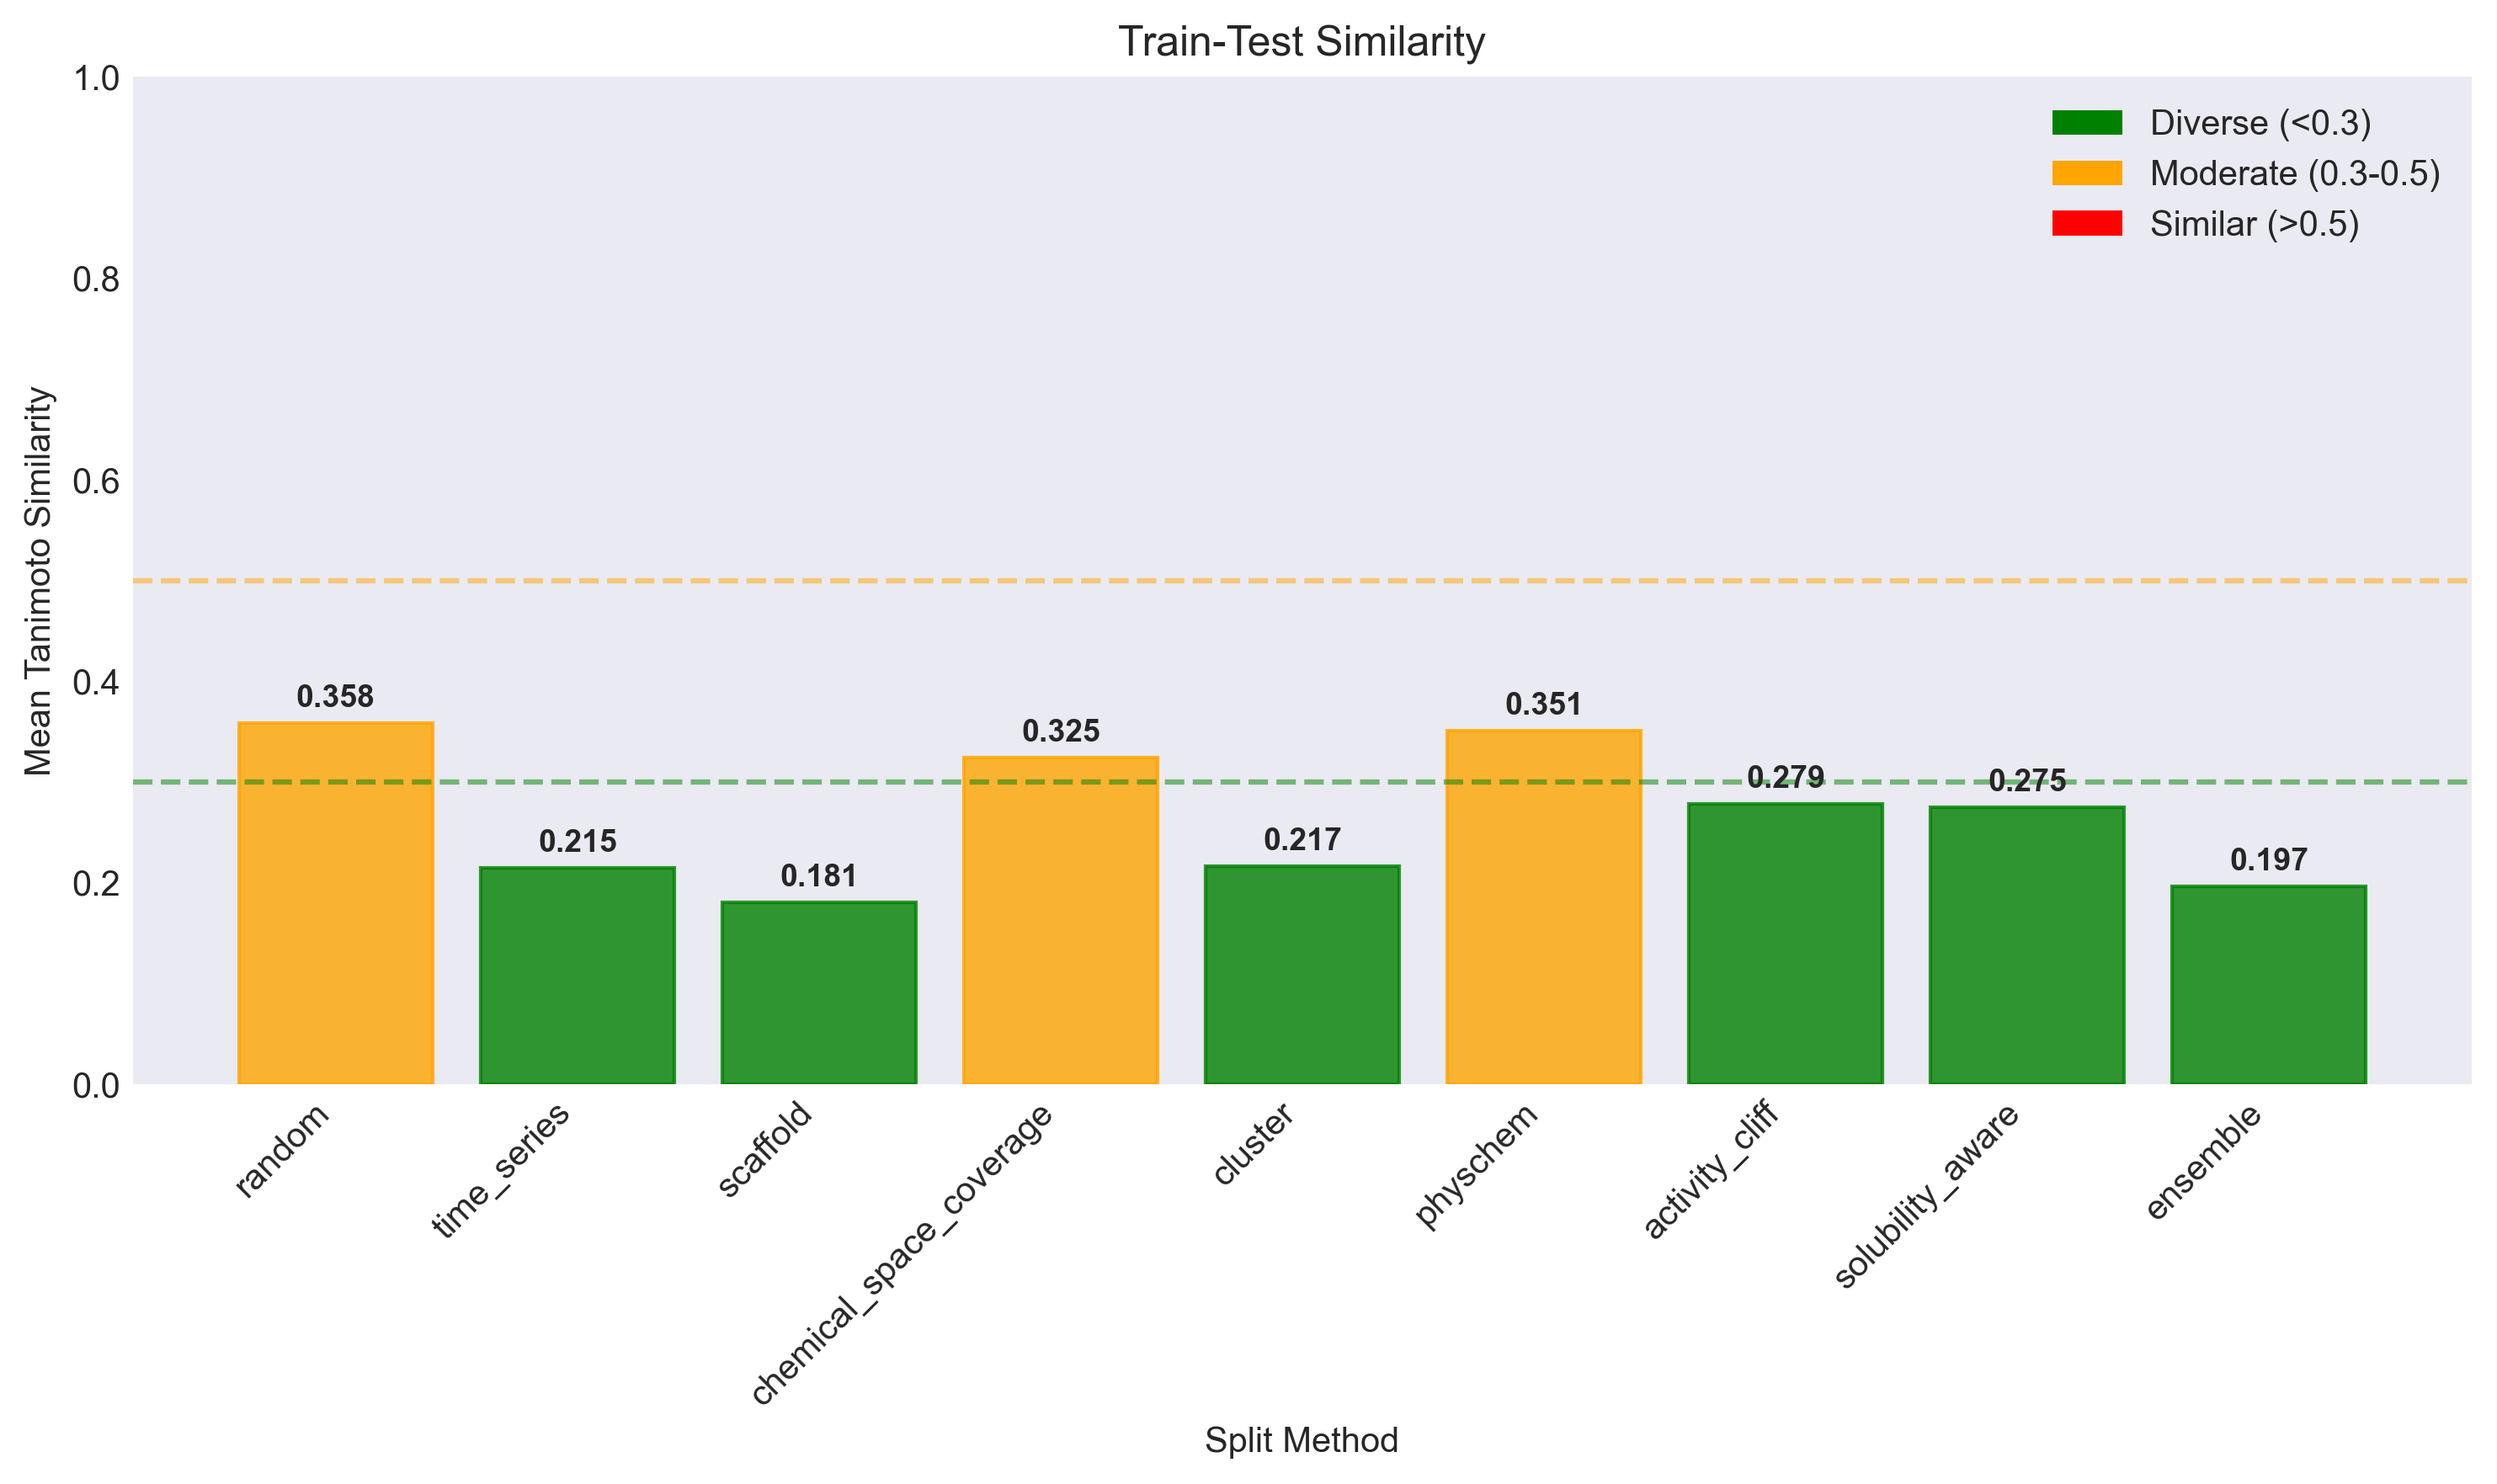 Train-Test Similarity
Mean Tanimoto Similarity
1.0
0.8
0.6
0.4
0.2
0.0
Diverse (<0.3)
Moderate (0.3-0.5)
Similar (>0.5)
0.358
0.215
0.181
0.325
0.217
0.351
0.279
0.275
0.197
random
time_series
scaffold
chemical_space_coverage
cluster
physchem
activity_cliff
solubility_aware
ensemble
Split Method